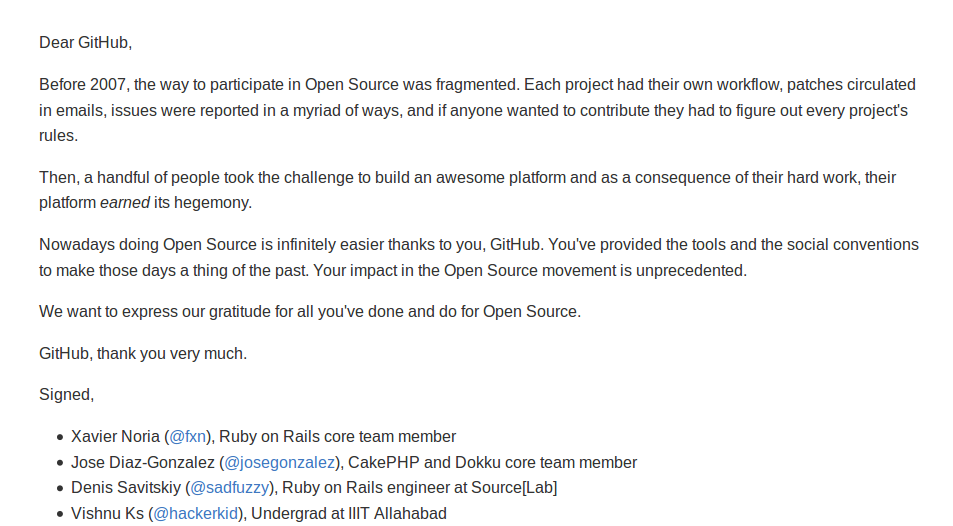 Dear GitHub,
Before 2007, the way to participate in Open Source was fragmented. Each project had their own workflow, patches circulated
in emails, issues were reported in a myriad of ways, and if anyone wanted to contribute they had to figure out every project's
rules.
Then, a handful of people took the challenge to build an awesome platform and as a consequence of their hard work, their
platform earned its hegemony.
Nowadays doing Open Source is infinitely easier thanks to you, GitHub. You've provided the tools and the social conventions
to make those days a thing of the past. Your impact in the Open Source movement is unprecedented.
We want to express our gratitude for all you've done and do for Open Source.
GitHub, thank you very much.
Signed,
• Xavier Noria (@fxn), Ruby on Rails core team member
• Jose Diaz-Gonzalez (@josegonzalez), CakePHP and Dokku core team member
• Denis Savitskiy (@sadfuzzy), Ruby on Rails engineer at Source[Lab]
• Vishnu Ks (@hackerkid), Undergrad at IIIT Allahabad